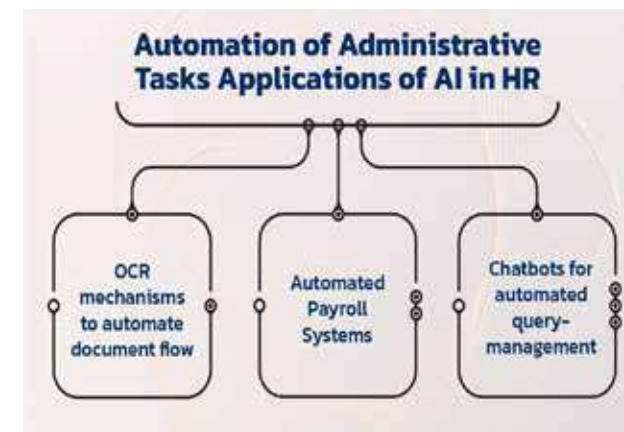 Automation of Administrative
Tasks Applications of AI in HR
OCR
mechanisms
to automate
document flow
Automated
Payroll
Systems
Chatbots for
automated
query-
management